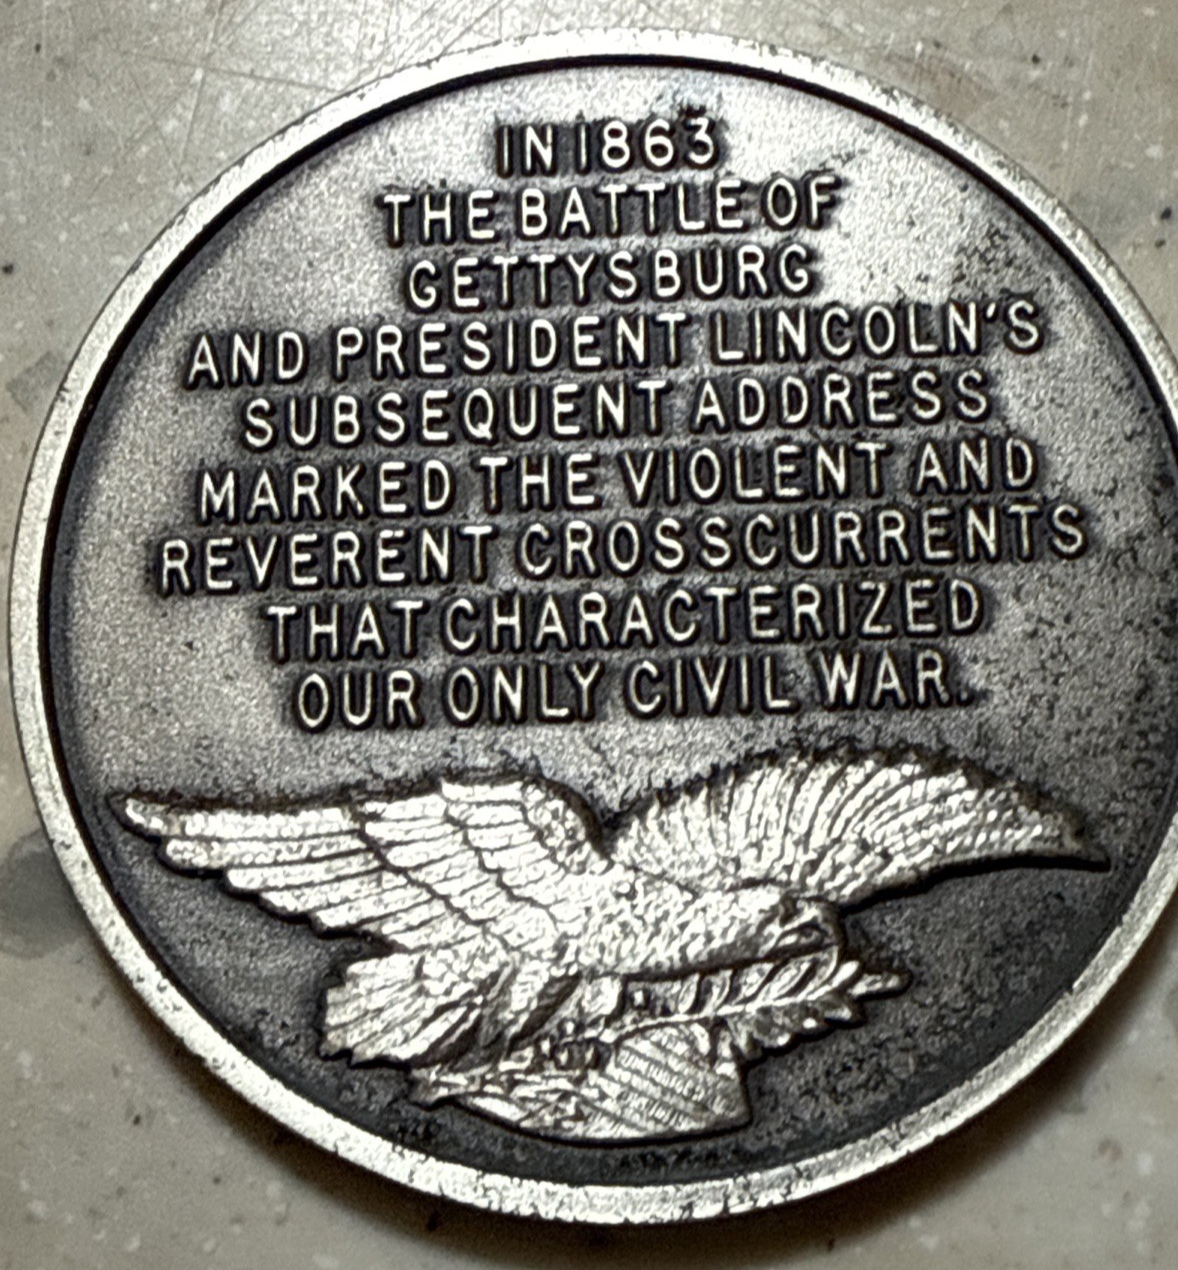 IN 1863
THE BATTLE OF
GETTYSBURG
AND PRESIDENT LINCOLN'S
SUBSEQUENT ADDRESS
MARKED THE VIOLENT AND
REVERENT CROSSCURRENTS
THAT CHARACTERIZED
OUR ONLY CIVIL WAR.